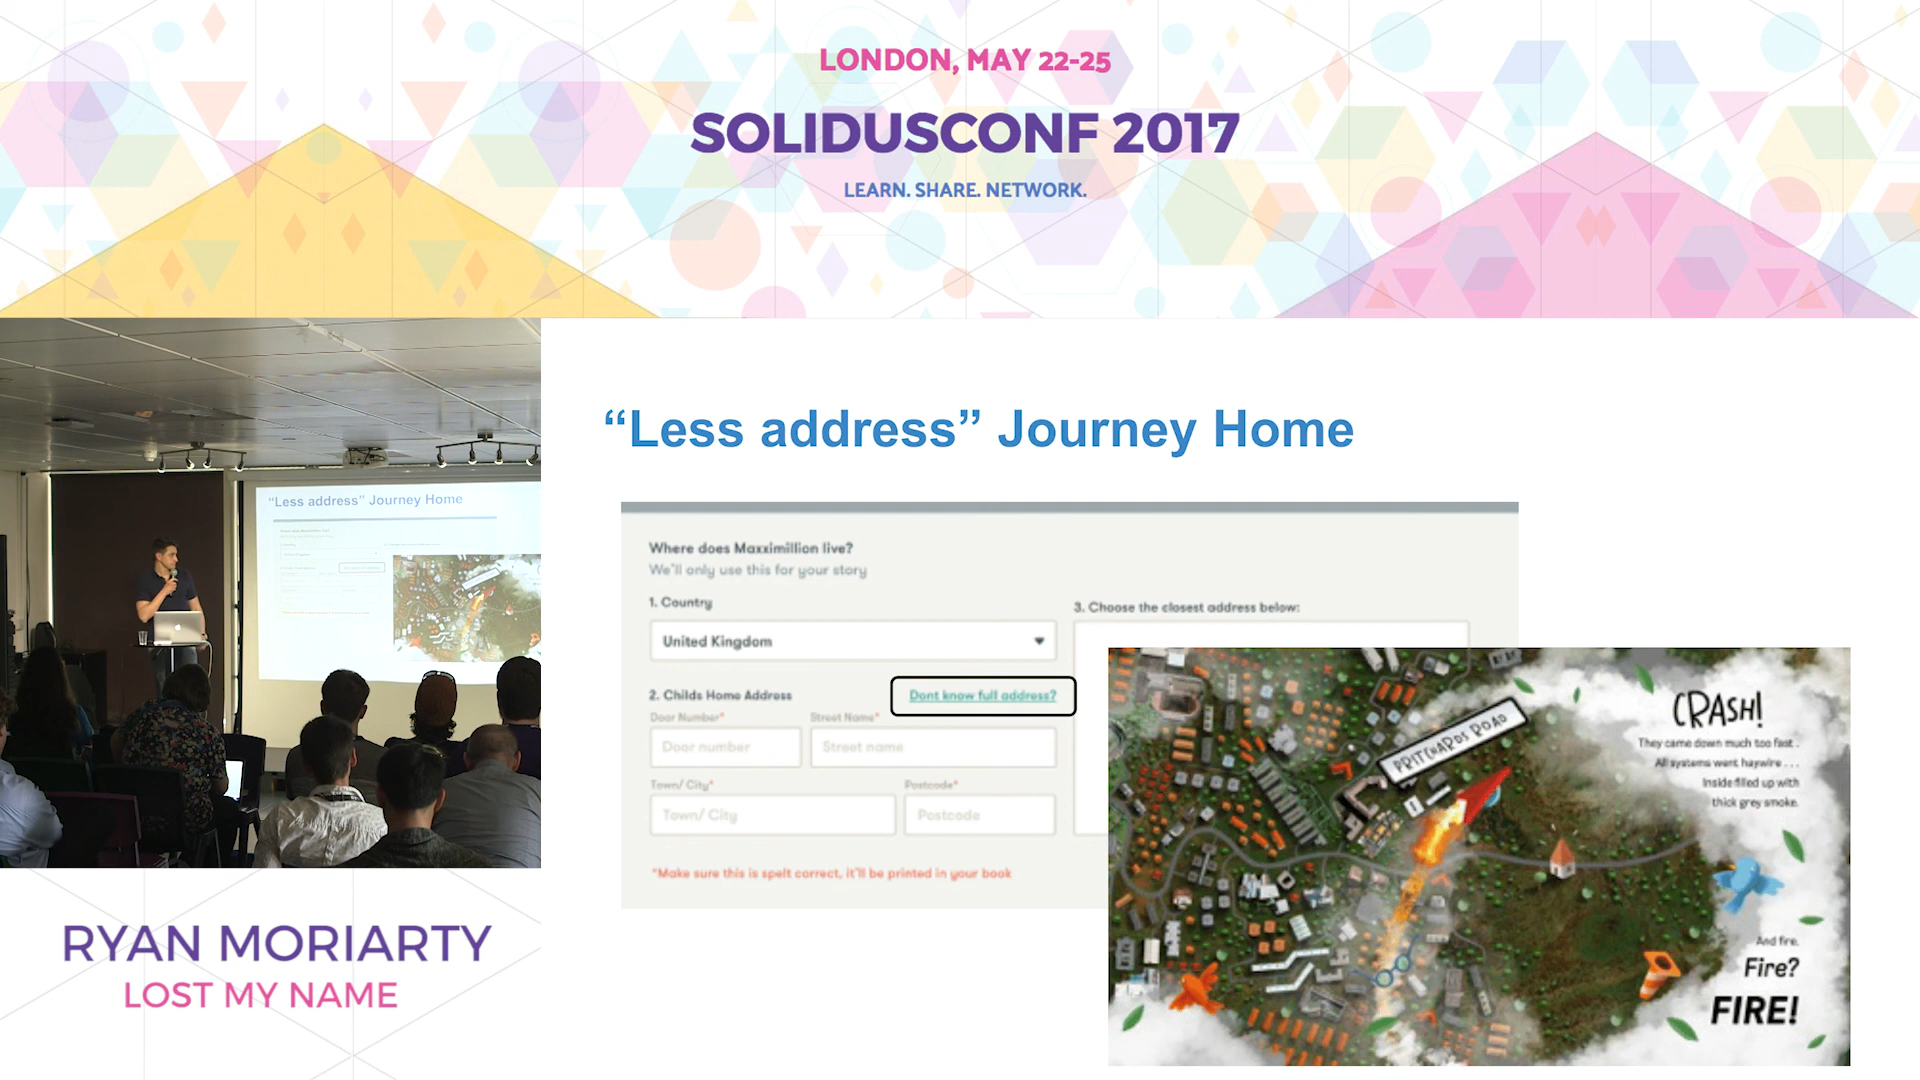 LONDON, MAY 22-25
SOLIDUSCONF 2017
LEARN. SHARE. NETWORK.
“Less address” Journey Home
“Less address” Journey Home
Where does Maxximillion live?
We'll only use this for your story
1. Country
United Kingdom
2. Childs Home Address
Dont know full address?
Door Number*
Street Name*
Door number
Street name
Town/ City*
Postcode*
Town/ City
Postcode
*Make sure this is spelt correct, it'll be printed in your book
3. Choose the closest address below:
PRITCHARDS ROAD
CRASH!
They came down much too fast.
All systems went haywire . . .
Inside filled up with
thick grey smoke.
And fire.
Fire?
FIRE!
RYAN MORIARTY
LOST MY NAME